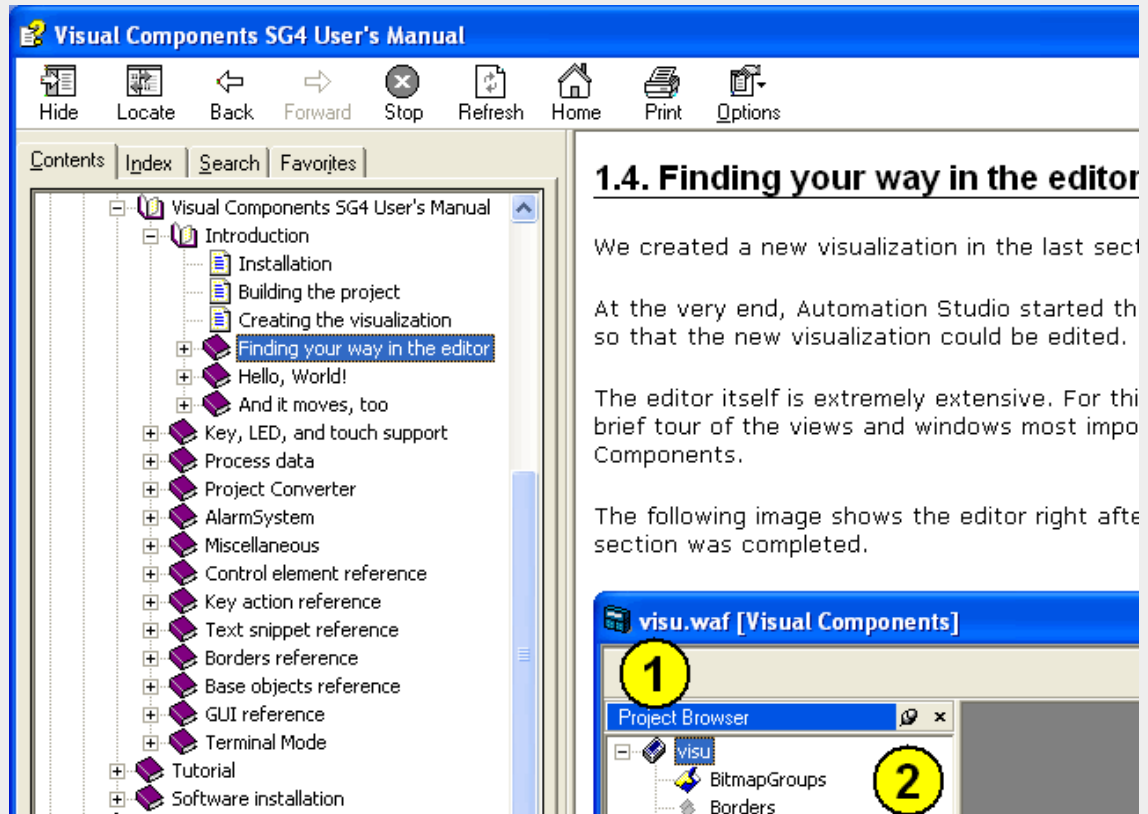 Visual Components SG4 User's Manual
Hide Locate Back Forward Stop Refresh Home Print Options
Contents Index Search Favorites
Visual Components SG4 User's Manual
Introduction
Installation
Building the project
Creating the visualization
Finding your way in the editor
Hello, World!
And it moves, too
Key, LED, and touch support
Process data
Project Converter
AlarmSystem
Miscellaneous
Control element reference
Key action reference
Text snippet reference
Borders reference
Base objects reference
GUI reference
Terminal Mode
Tutorial
Software installation
1.4. Finding your way in the editor
We created a new visualization in the last sect
At the very end, Automation Studio started th
so that the new visualization could be edited.
The editor itself is extremely extensive. For thi
brief tour of the views and windows most impo
Components.
The following image shows the editor right afte
section was completed.
visu.waf [Visual Components]
1
Project Browser
visu
BitmapGroups
2
Borders